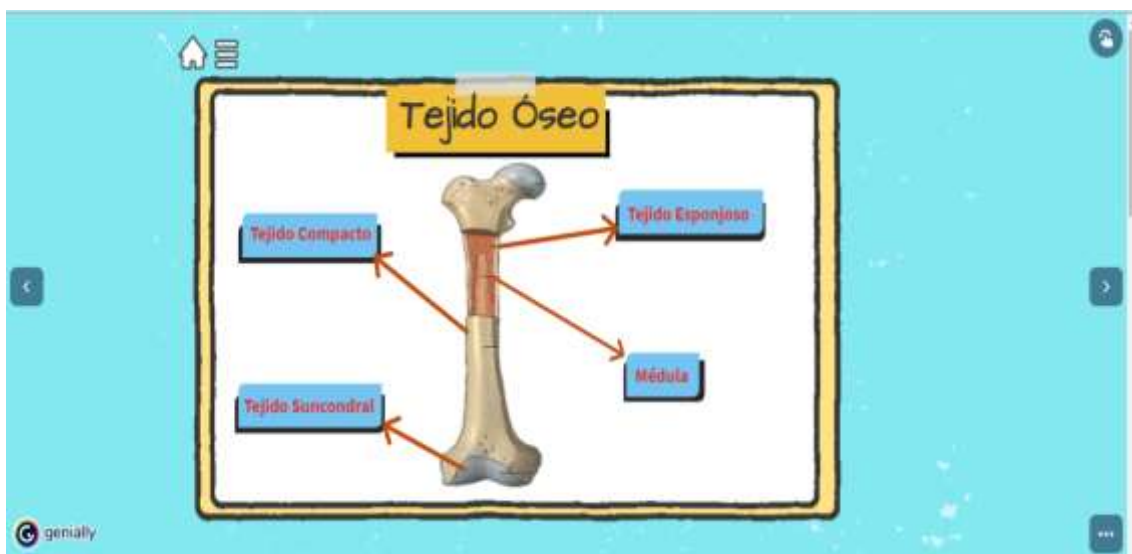 Tejido Óseo
Tejido Esponjoso
Tejido Compacto
Médula
Tejido Suncondral
genially